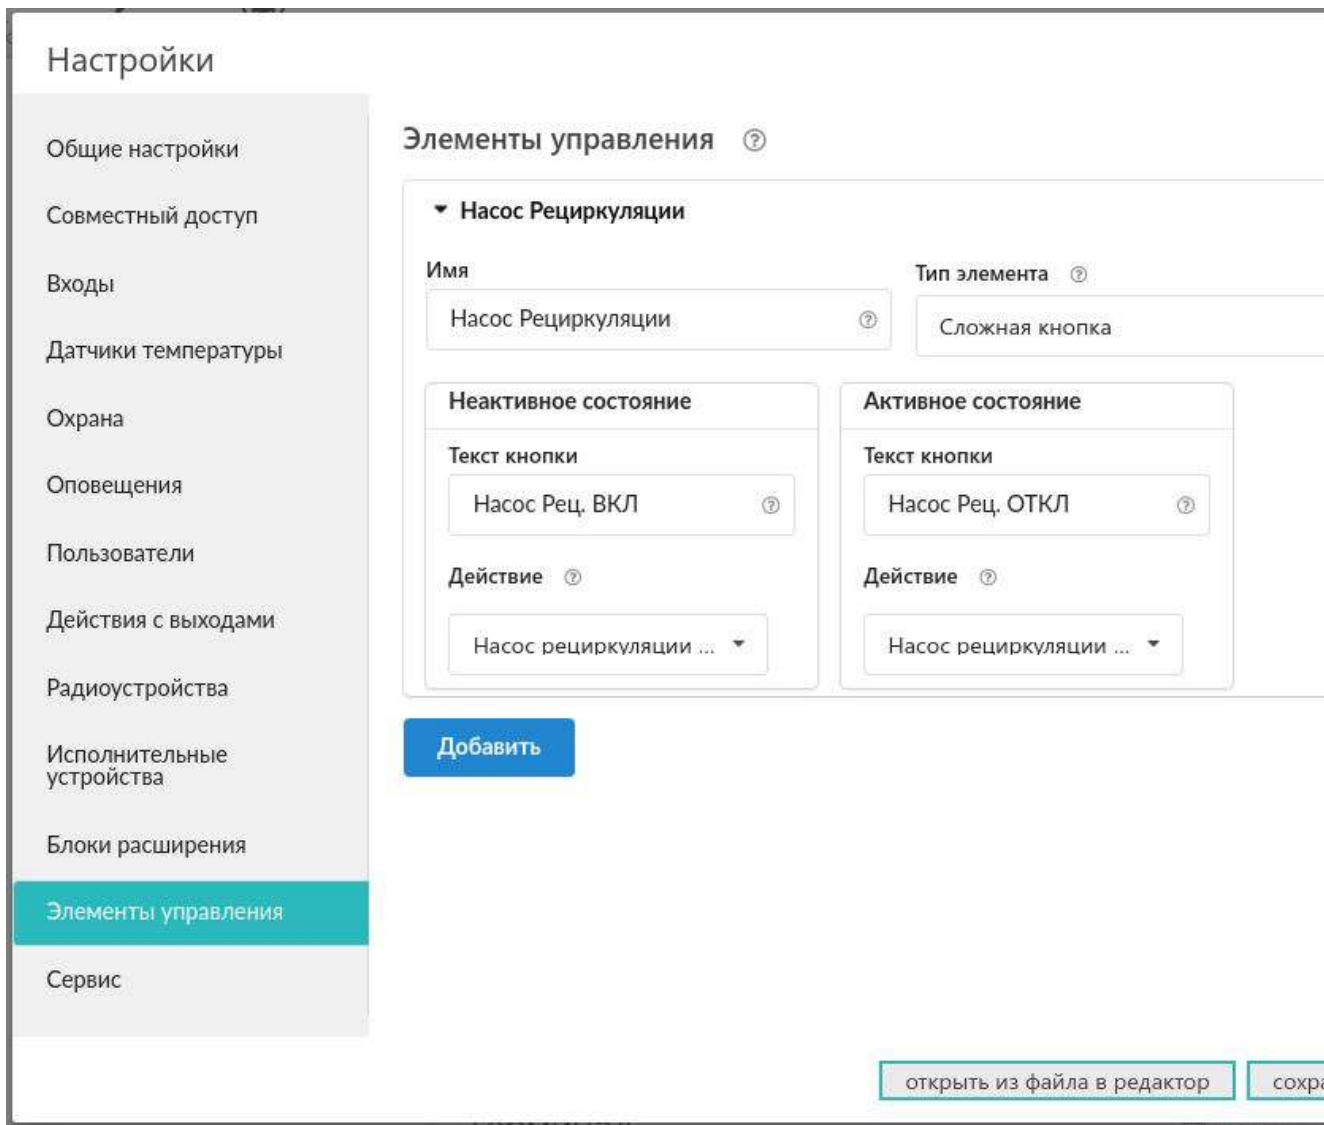 Настройки
Общие настройки
Совместный доступ
Входы
Датчики температуры
Охрана
Оповещения
Пользователи
Действия с выходами
Радиоустройства
Исполнительные
устройства
Блоки расширения
Элементы управления
Сервис
Элементы управления
Насос Рециркуляции
Имя
Тип элемента
Насос Рециркуляции
Сложная кнопка
Неактивное состояние
Текст кнопки
Насос Рец. ВКЛ
Действие
Насос рециркуляции ...
Активное состояние
Текст кнопки
Насос Рец. ОТКЛ
Действие
Насос рециркуляции ...
Добавить
открыть из файла в редактор